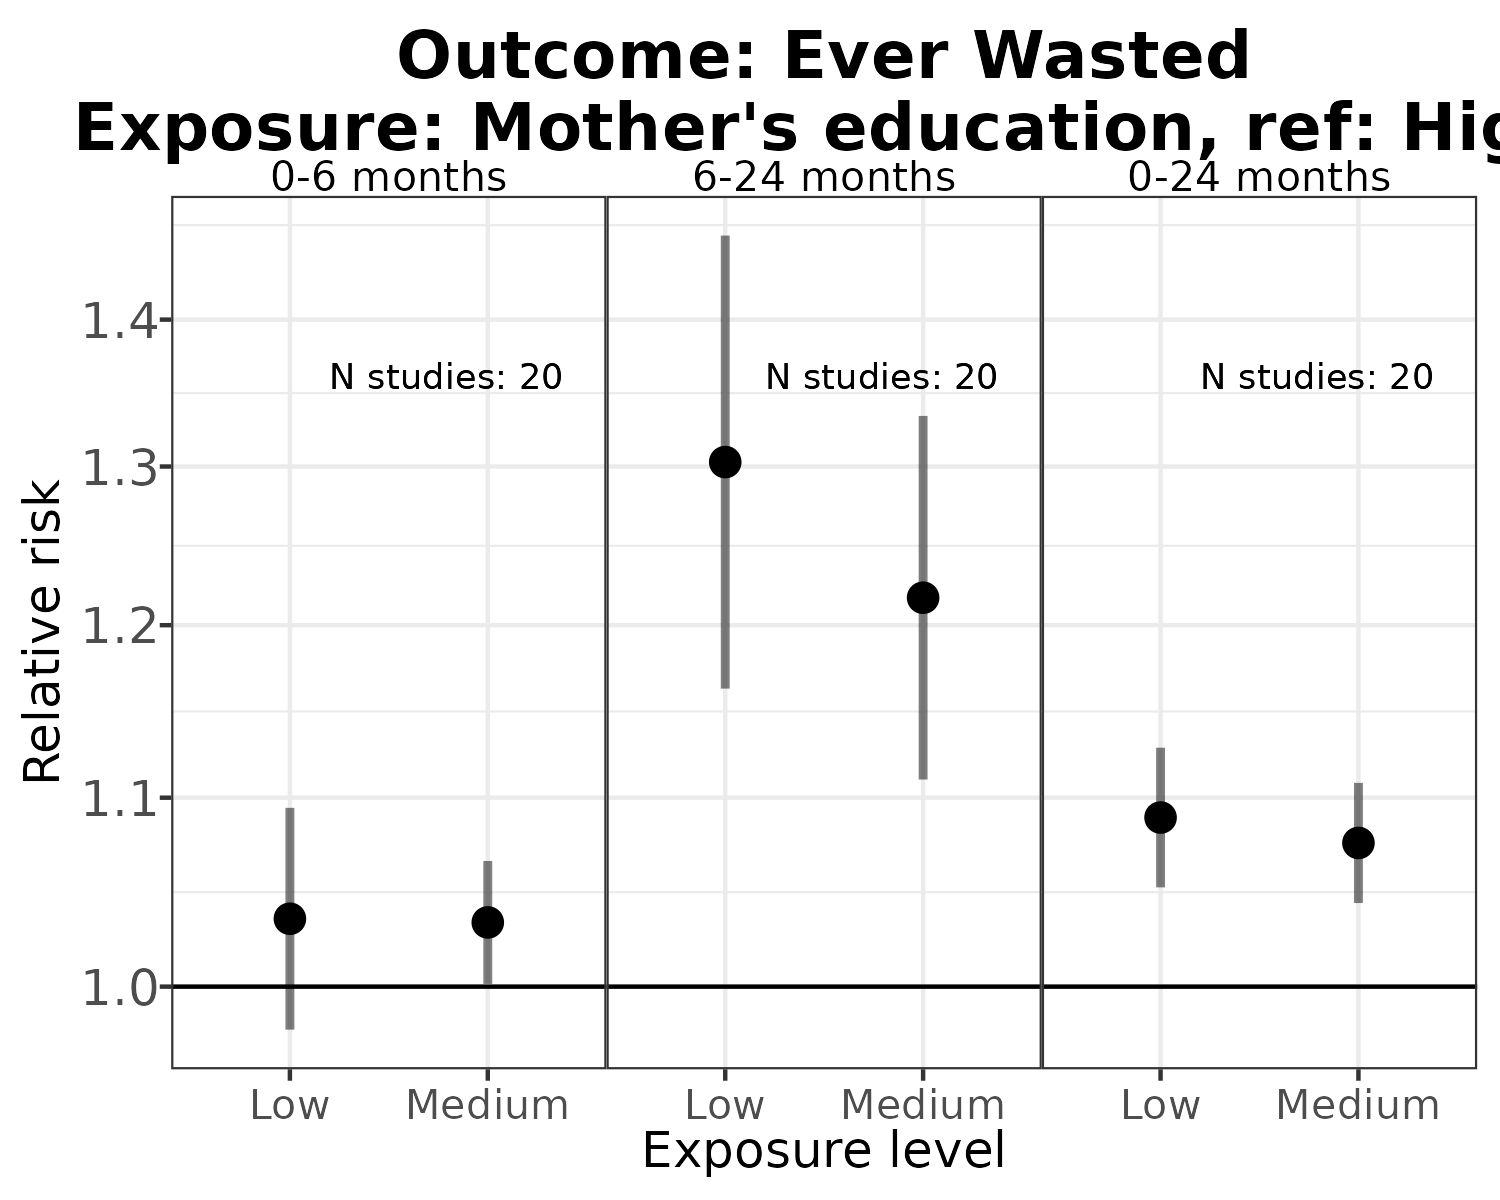 Outcome: Ever Wasted
Exposure: Mother's education, ref: Hig
0-6 months
6-24 months
0-24 months
Relative risk
1.4
1.3
1.2
1.1
1.0
N studies: 20
N studies: 20
N studies: 20
Low
Medium
Low
Medium
Low
Medium
Exposure level